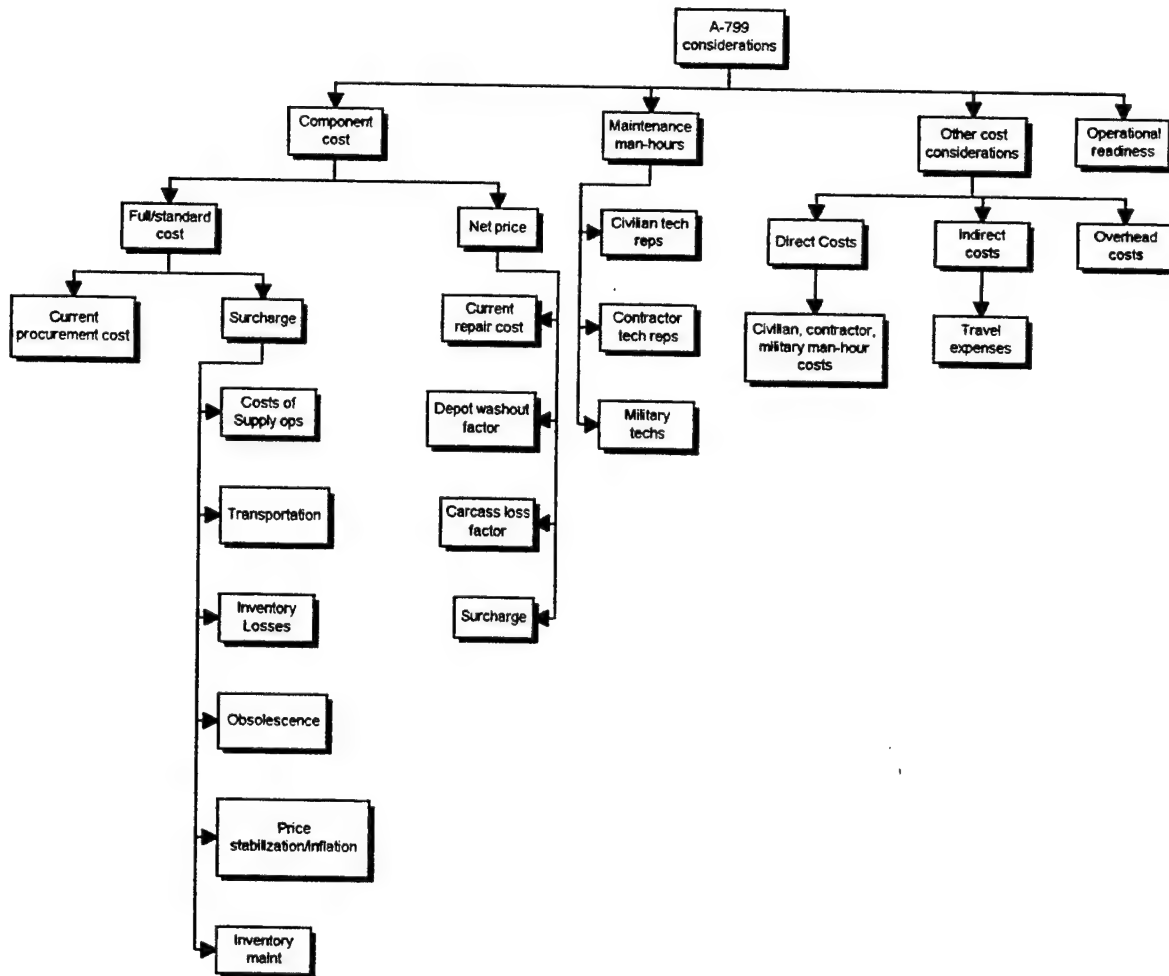 A-799
considerations
Component
cost
Maintenance
man-hours
Other cost
considerations
Operational
readiness
Full/standard
cost
Net price
Civilian tech
reps
Direct Costs
Indirect
costs
Overhead
costs
Current
procurement cost
Surcharge
Current
repair cost
Contractor
tech reps
Civilian, contractor,
military man-hour
costs
Travel
expenses
Costs of
Supply ops
Depot washout
factor
Military
techs
Transportation
Carcass loss
factor
Inventory
Losses
Surcharge
Obsolescence
Price
stabilization/inflation
Inventory
maint